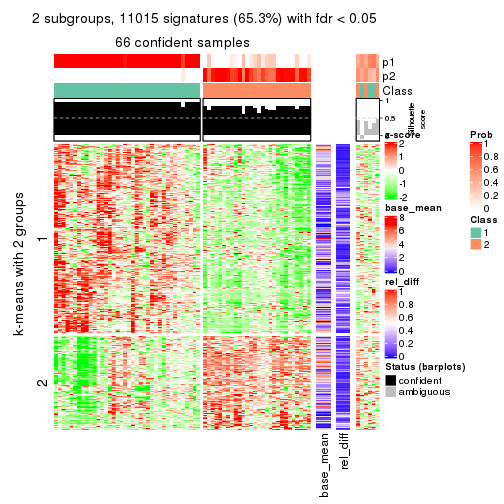 2 subgroups, 11015 signatures (65.3%) with fdr < 0.05
66 confident samples
p1
p2
Class
1
0.5
0
Silhouette
score
z-score
2
1
0
-1
-2
base_mean
8
6
4
2
0
rel_diff
1
0.8
0.6
0.4
0.2
0
Prob
1
0.8
0.6
0.4
0.2
0
Class
1
2
Status (barplots)
confident
ambiguous
k-means with 2 groups
1
2
base_mean
rel_diff